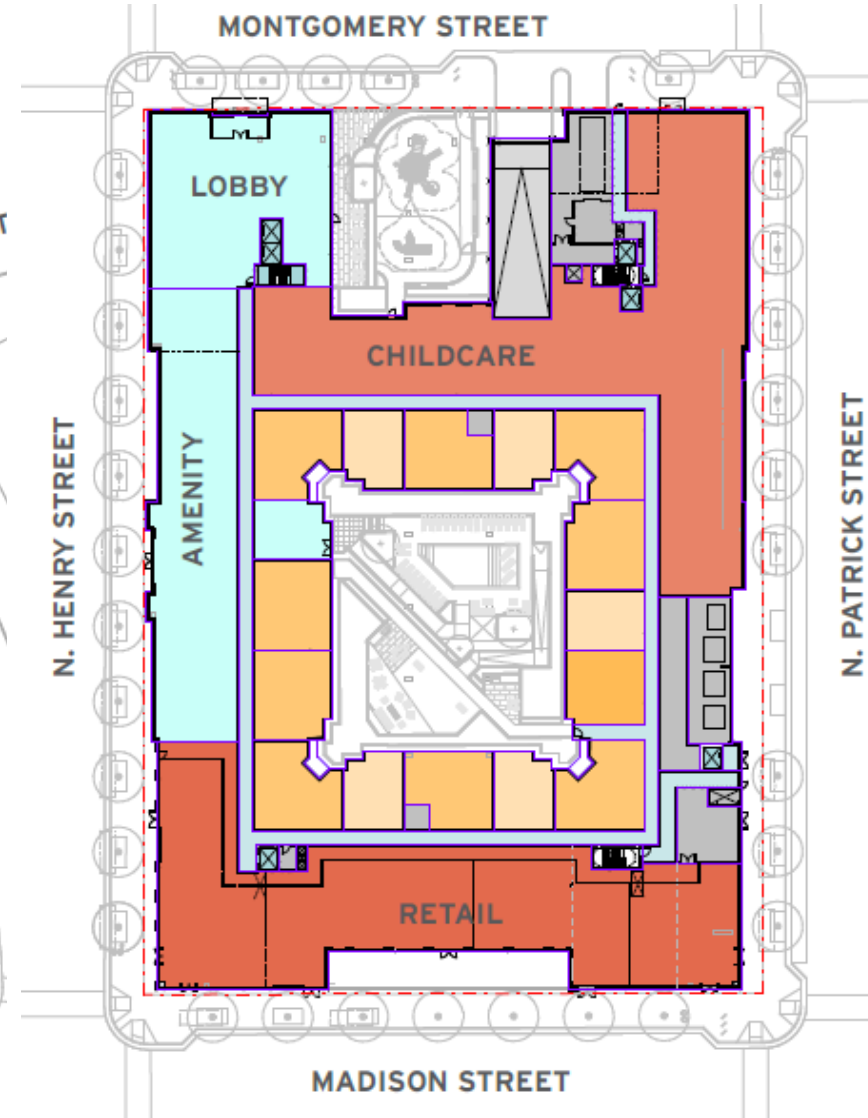 MONTGOMERY STREET
LOBBY
CHILDCARE
N. HENRY STREET
AMENITY
N. PATRICK STREET
RETAIL
MADISON STREET